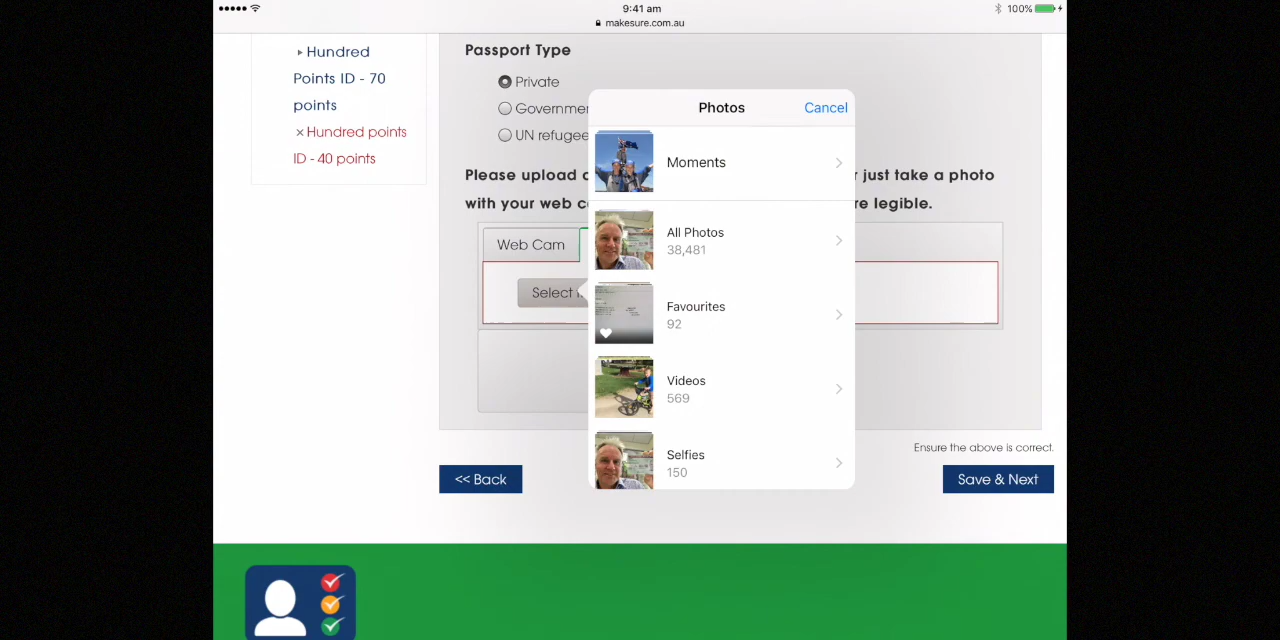 9:41 am
100%
makesure.com.au
Hundred
Points ID - 70
points
Hundred points
ID - 40 points
Passport Type
Private
Governmen
UN refugee
Please upload
r just take a photo
with your web c
re legible.
Web Cam
Select
Photos
Cancel
Moments
All Photos
38,481
Favourites
92
Videos
569
Selfies
150
Ensure the above is correct.
<< Back
Save & Next